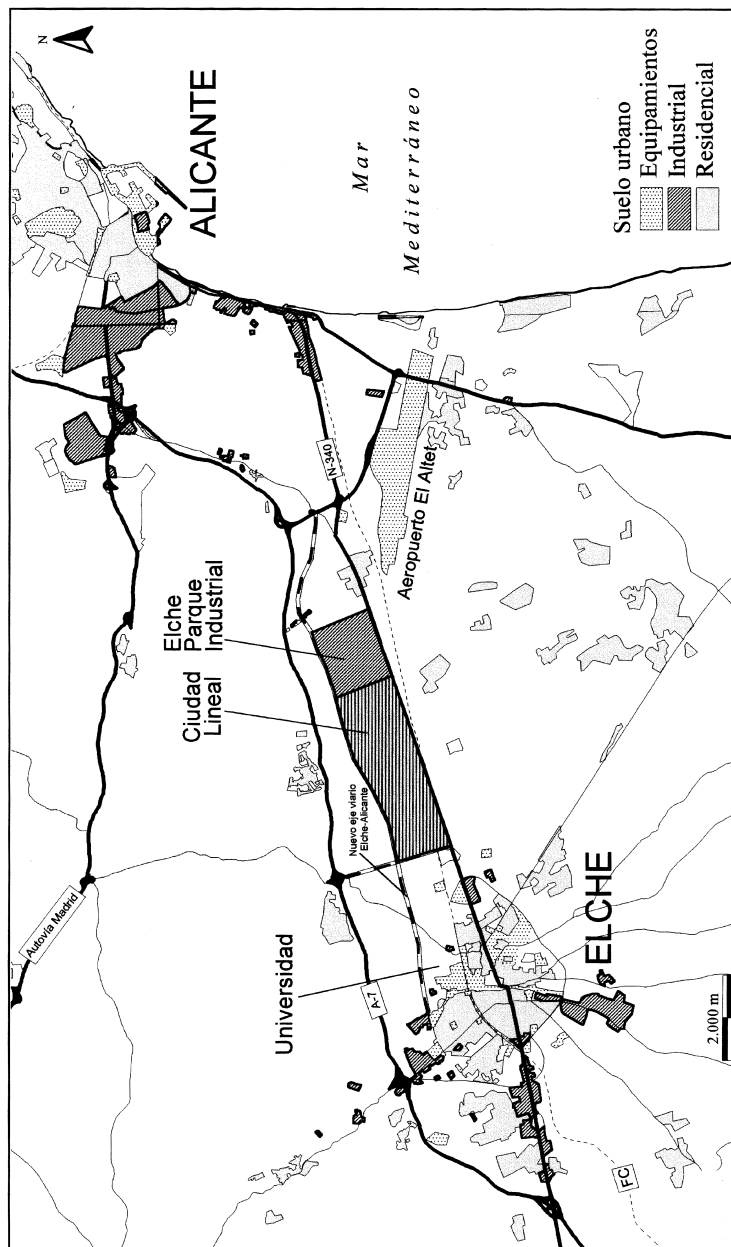 N
ALICANTE
Mar
Mediterráneo
Suelo urbano
Equipamientos
Industrial
Residencial
N-340
Aeropuerto El Altet
Elche
Parque
Industrial
Ciudad
Lineal
Nuevo eje viario
Elche-Alicante
Autovía Madrid
Universidad
A-7
ELCHE
2.000 m
FC